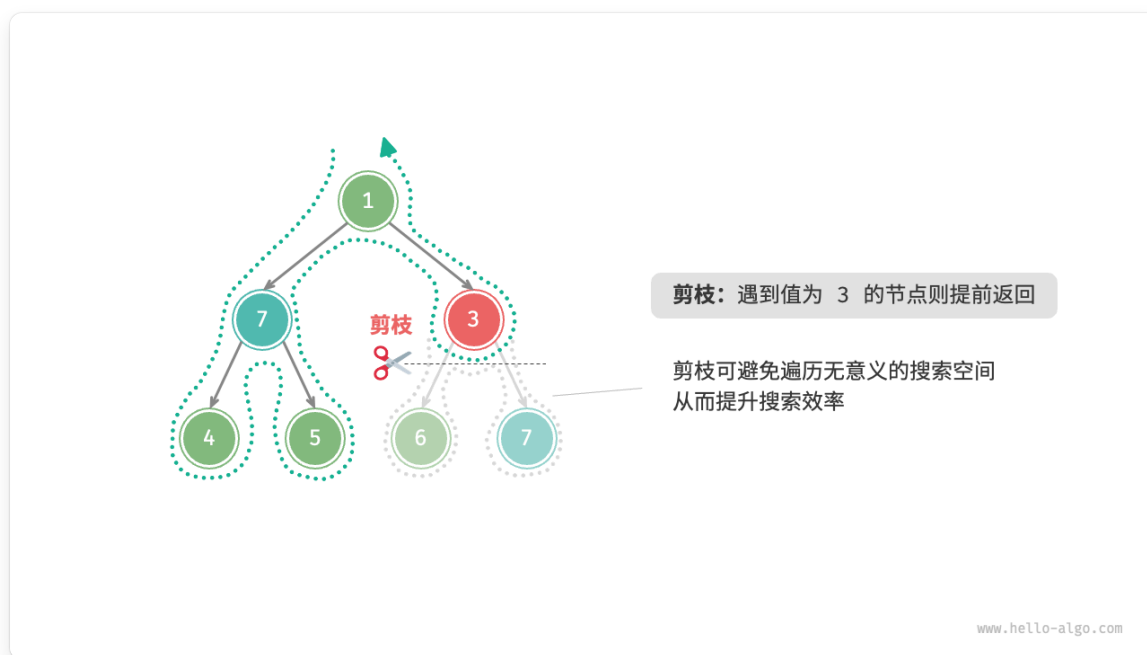 1
7
3
剪枝
4
5
6
7
剪枝：遇到值为 3 的节点则提前返回
剪枝可避免遍历无意义的搜索空间
从而提升搜索效率
www.hello-algo.com